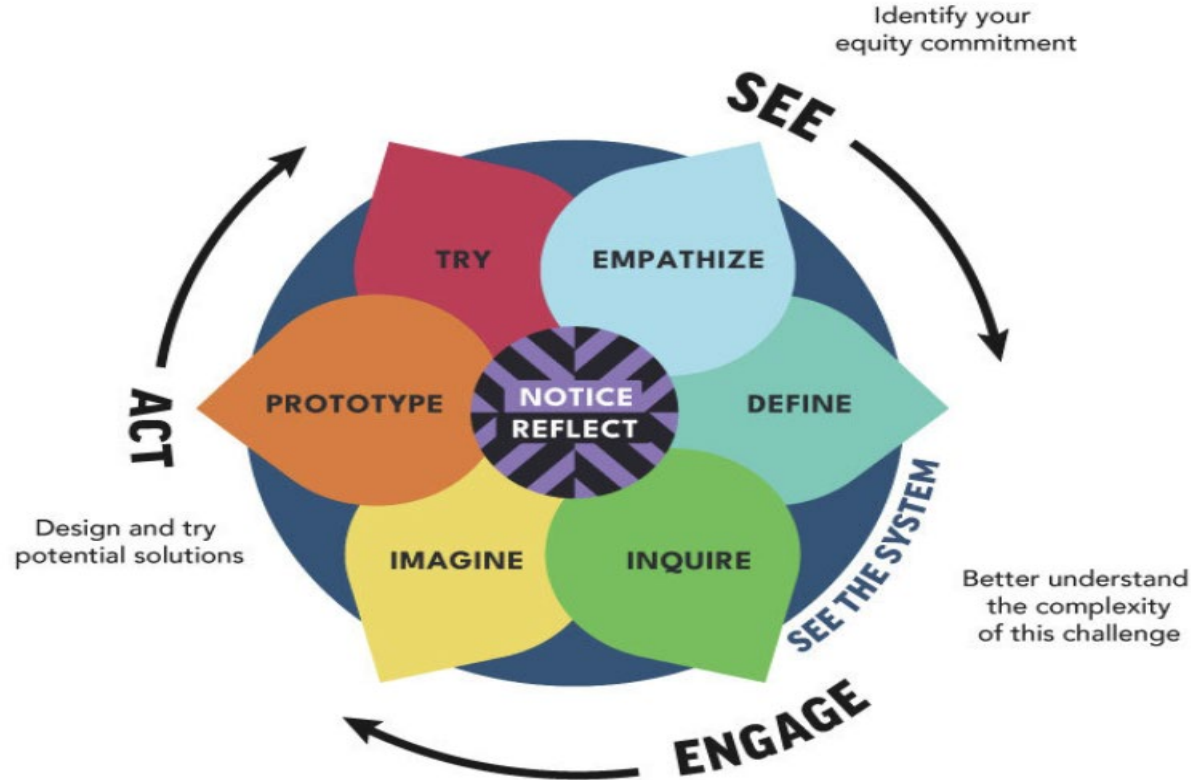 Identify your
equity commitment
SEE
TRY
EMPATHIZE
PROTOTYPE
NOTICE
REFLECT
DEFINE
ACT
IMAGINE
INQUIRE
SEE THE SYSTEM
Design and try
potential solutions
Better understand
the complexity
of this challenge
ENGAGE